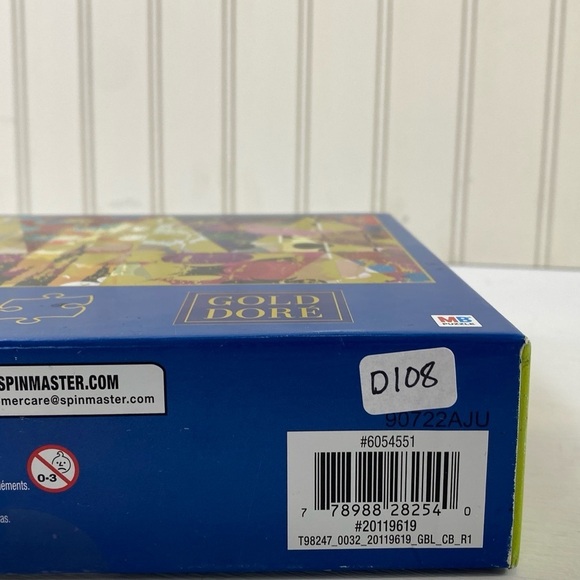 GOLD
DORÉ
MB
PUZZLE
SPINMASTER.COM
mercare@spinmaster.com
D108
90722AJU
0-3
éments.
as.
#6054551
7 78988 28254 0
#20119619
T98247_0032_20119619_GBL_CB_R1